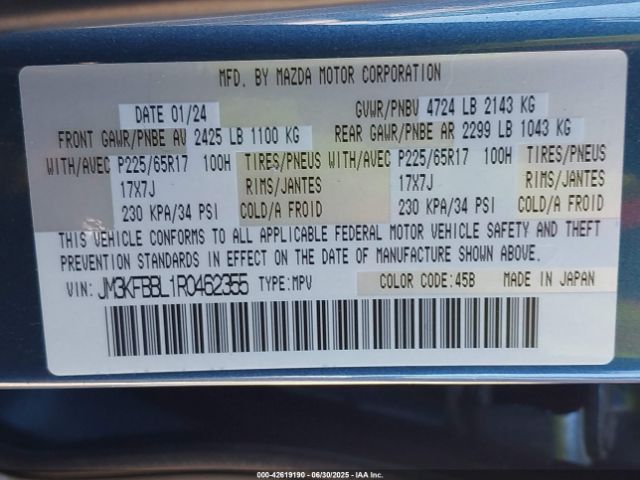 MFD. BY MAZDA MOTOR CORPORATION
DATE 01/24 GVWR/PNBV 4724 LB 2143 KG
FRONT GAWR/PNBE AV 2425 LB 1100 KG REAR GAWR/PNBE AR 2299 LB 1043 KG
WITH/AVEC P225/65R17 100H TIRES/PNEUS WITH/AVEC P225/65R17 100H TIRES/PNEUS
17X7J RIMS/JANTES 17X7J RIMS/JANTES
230 KPA/34 PSI COLD/A FROID 230 KPA/34 PSI COLD/A FROID
THIS VEHICLE CONFORMS TO ALL APPLICABLE FEDERAL MOTOR VEHICLE SAFETY AND THEFT
PREVENTION STANDARDS IN EFFECT ON THE DATE OF MANUFACTURE SHOWN ABOVE.
VIN: JM3KFBBL1R0462355 TYPE:MPV COLOR CODE:45B MADE IN JAPAN
000-42619190 - 06/30/2025 - IAA Inc.